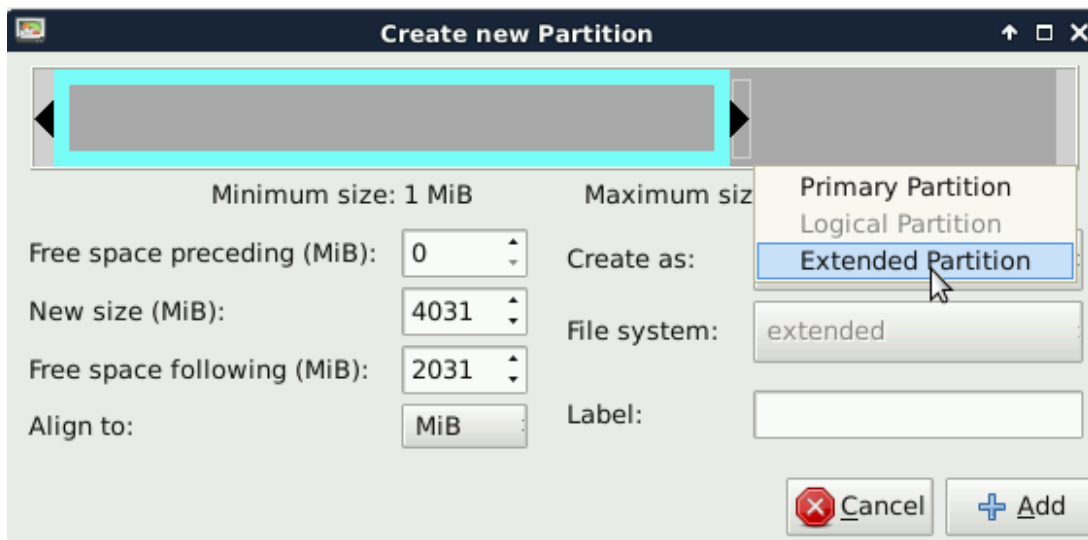 Create new Partition
Minimum size: 1 MiB
Maximum siz
Primary Partition
Logical Partition
Extended Partition
Free space preceding (MiB): 0
Create as:
New size (MiB): 4031
File system: extended
Free space following (MiB): 2031
Label:
Align to: MiB
Cancel
Add